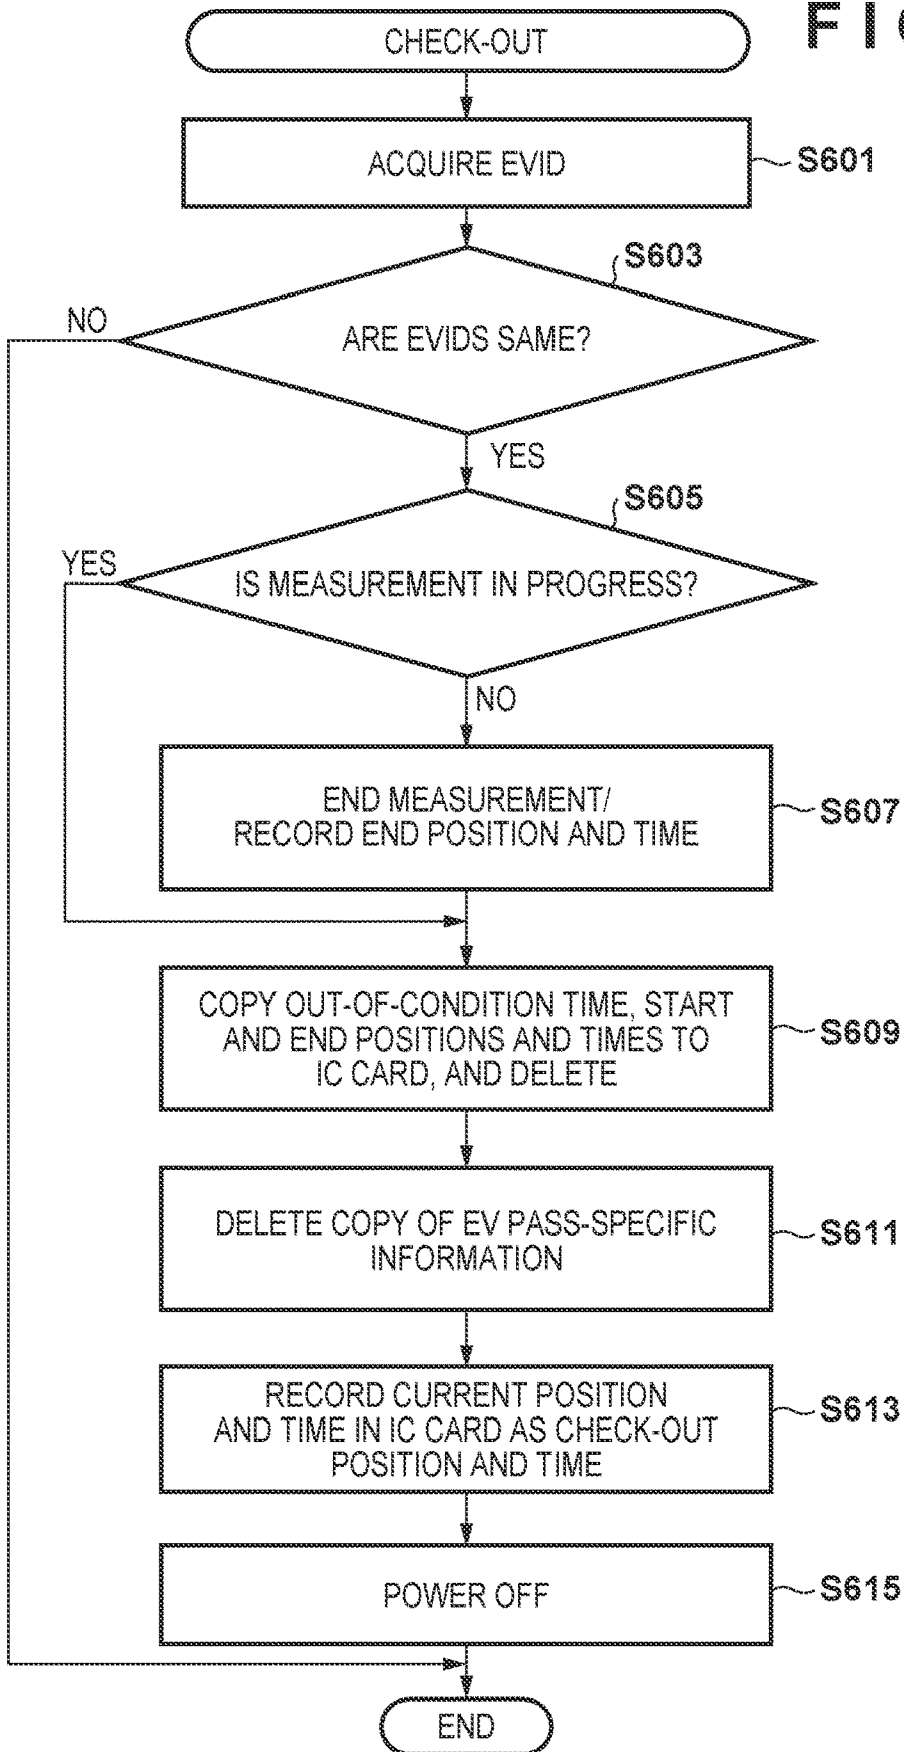 FIG
CHECK-OUT
ACQUIRE EVID
S601
S603
NO
ARE EVIDS SAME?
YES
S605
YES
IS MEASUREMENT IN PROGRESS?
NO
END MEASUREMENT/
RECORD END POSITION AND TIME
S607
COPY OUT-OF-CONDITION TIME, START
AND END POSITIONS AND TIMES TO
IC CARD, AND DELETE
S609
DELETE COPY OF EV PASS-SPECIFIC
INFORMATION
S611
RECORD CURRENT POSITION
AND TIME IN IC CARD AS CHECK-OUT
POSITION AND TIME
S613
POWER OFF
S615
END